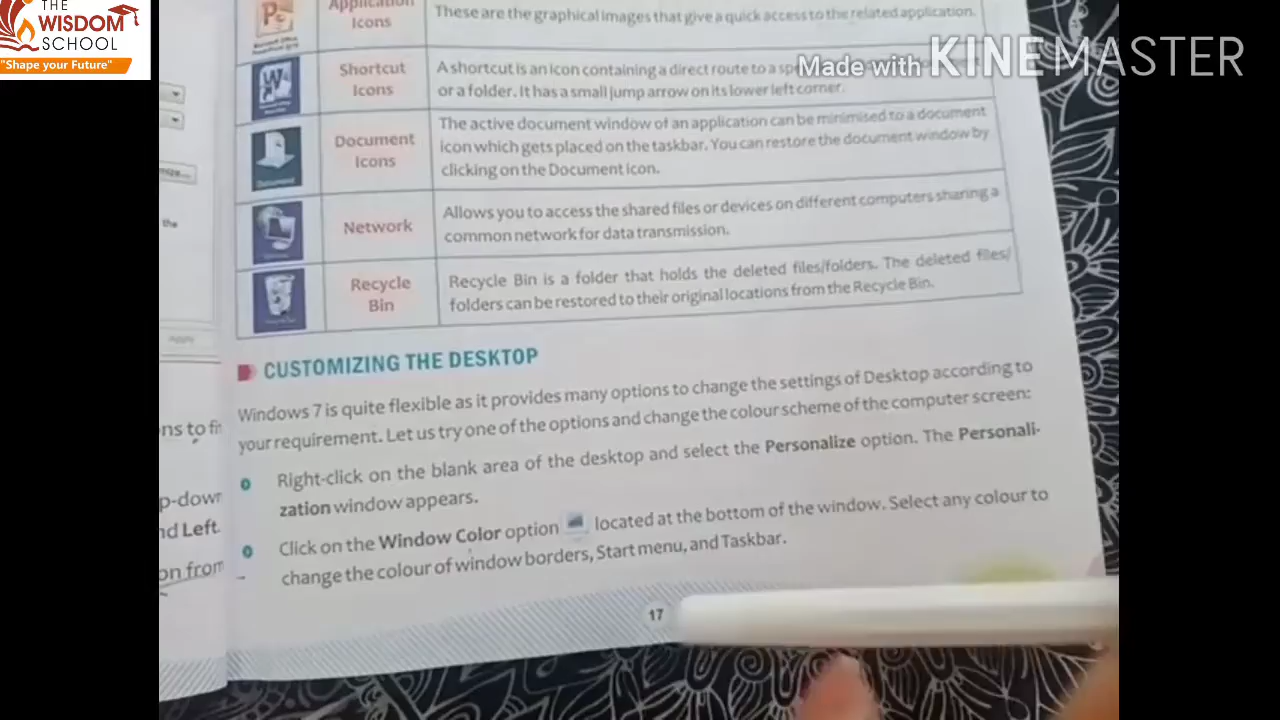 THE
WISDOM
SCHOOL
"Shape your Future"
Made with KINEMASTER
Application
Icons
These are the graphical images that give a quick access to the related application.
Shortcut
Icons
A shortcut is an icon containing a direct route to a
or a folder. It has a small jump arrow on its lower left corner.
Document
Icons
The active document window of an application can be minimised to a document
icon which gets placed on the taskbar. You can restore the document window by
clicking on the Document icon.
Network
Allows you to access the shared files or devices on different computers sharing a
common network for data transmission.
Recycle
Bin
Recycle Bin is a folder that holds the deleted files/folders. The deleted files/
folders can be restored to their original locations from the Recycle Bin.
CUSTOMIZING THE DESKTOP
Windows 7 is quite flexible as it provides many options to change the settings of Desktop according to
your requirement. Let us try one of the options and change the colour scheme of the computer screen:
Right-click on the blank area of the desktop and select the Personalize option. The Personali-
zation window appears.
Click on the Window Color option located at the bottom of the window. Select any colour to
change the colour of window borders, Start menu, and Taskbar.
17
the
Apply
ns to fit
p-down
nd Left
on from